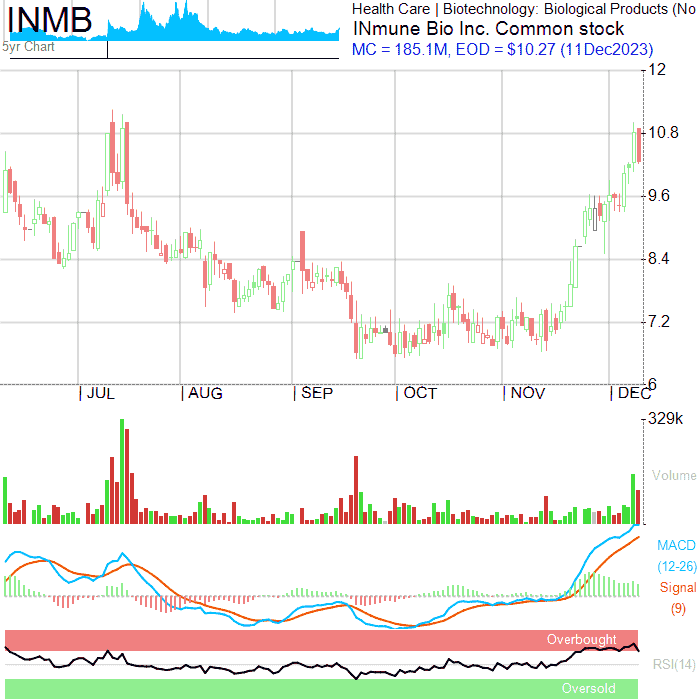 INMB
5yr Chart
Health Care | Biotechnology: Biological Products (No
INmune Bio Inc. Common stock
MC = 185.1M, EOD = $10.27 (11Dec2023)
12
10.8
9.6
8.4
7.2
6
JUL AUG SEP OCT NOV DEC
329k
Volume
MACD
(12-26)
Signal
(9)
Overbought
RSI(14)
Oversold